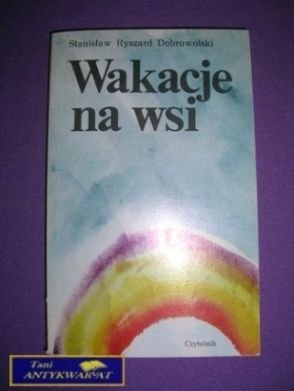 Stanisław Ryszard Dobrowolski
Wakacje
na wsi
Czytelnik
Tani
ANTYKWARIAT